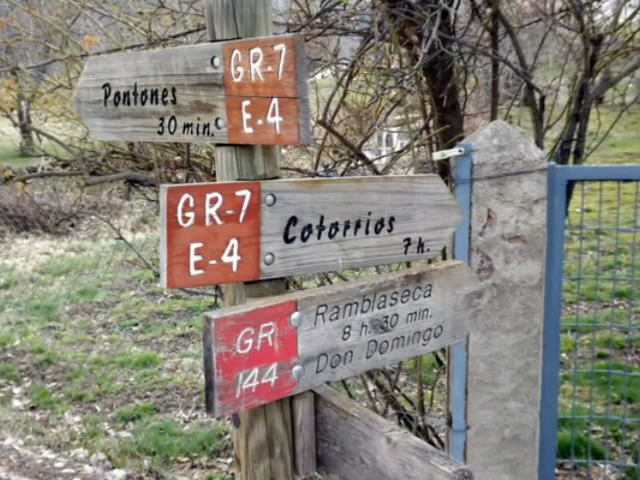 Pontones
30 min.
GR-7
E-4
GR-7
E-4
Cotorrios
7 h.
GR
144
Ramblaseca
8 h. 30 min.
Don Domingo